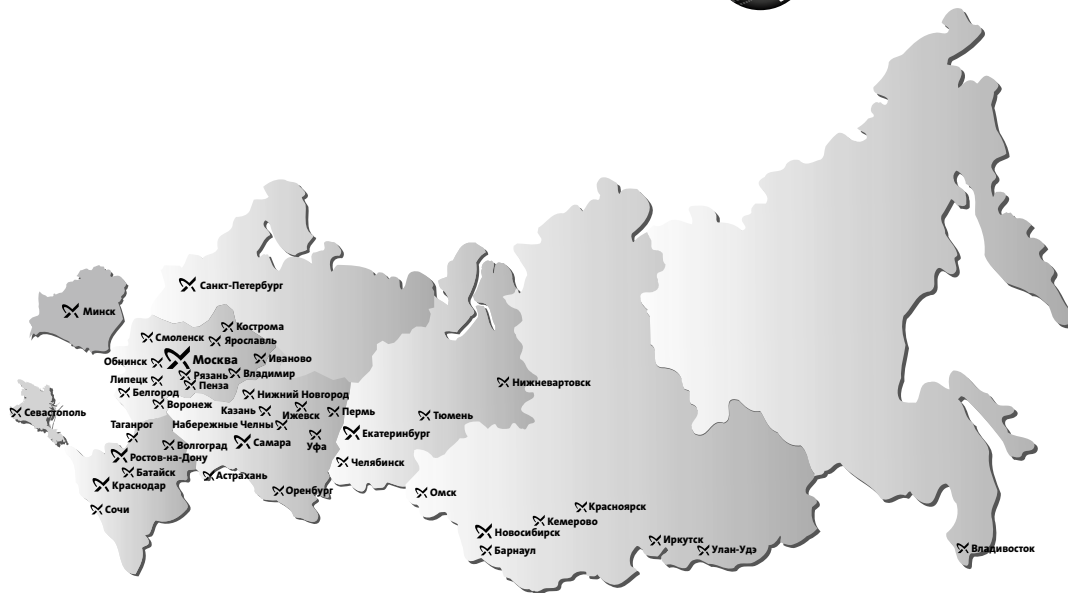 Санкт-Петербург
Минск
Кострома
Смоленск
Ярославль
Москва
Иваново
Обнинск
Рязань
Владимир
Липецк
Пенза
Нижневартовск
Белгород
Нижний Новгород
Воронеж
Казань
Ижевск
Пермь
Севастополь
Тюмень
Таганрог
Набережные Челны
Екатеринбург
Волгоград
Самара
Уфа
Ростов-на-Дону
Челябинск
Батайск
Астрахань
Краснодар
Оренбург
Омск
Сочи
Красноярск
Кемерово
Новосибирск
Иркутск
Барнаул
Улан-Удэ
Владивосток